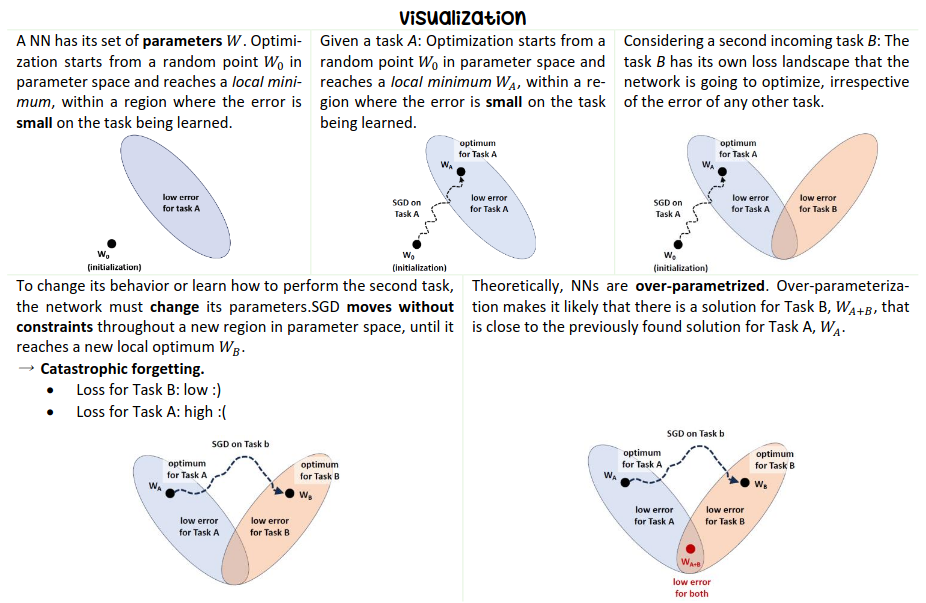 visualization
A NN has its set of parameters W. Optimi-
zation starts from a random point W₀ in
parameter space and reaches a local mini-
mum, within a region where the error is
small on the task being learned.
low error
for task A
W₀
(initialization)
Given a task A: Optimization starts from a
random point W₀ in parameter space and
reaches a local minimum W_A, within a re-
gion where the error is small on the task
being learned.
optimum
for Task A
W_A
SGD on
Task A
low error
for Task A
W₀
(initialization)
Considering a second incoming task B: The
task B has its own loss landscape that the
network is going to optimize, irrespective
of the error of any other task.
optimum
for Task A
W_A
SGD on
Task A
low error
for Task A
low error
for Task B
W₀
(initialization)
To change its behavior or learn how to perform the second task,
the network must change its parameters.SGD moves without
constraints throughout a new region in parameter space, until it
reaches a new local optimum W_B.
→ Catastrophic forgetting.
• Loss for Task B: low :)
• Loss for Task A: high :(
SGD on Task b
optimum
for Task A
optimum
for Task B
W_A
W_B
low error
for Task A
low error
for Task B
Theoretically, NNs are over-parametrized. Over-parameteriza-
tion makes it likely that there is a solution for Task B, W_A+B, that
is close to the previously found solution for Task A, W_A.
SGD on Task b
optimum
for Task A
optimum
for Task B
W_A
W_B
low error
for Task A
low error
for Task B
W_A+B
low error
for both